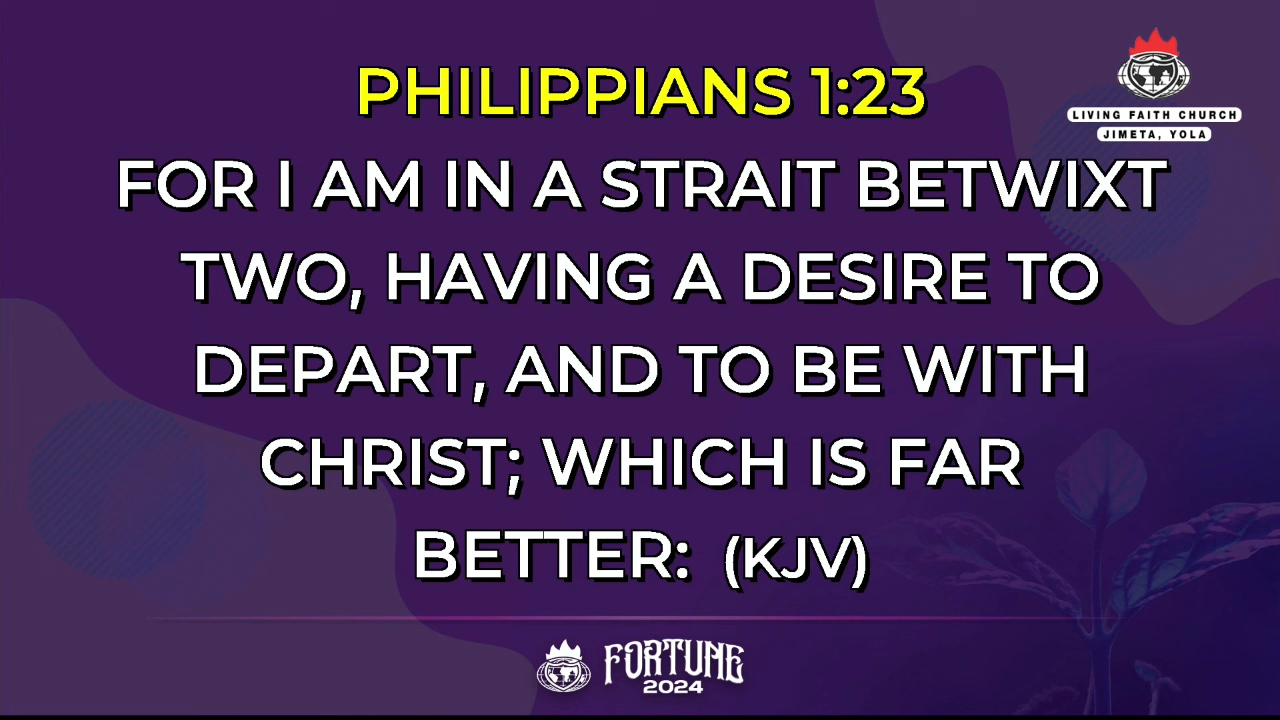 PHILIPPIANS 1:23
LIVING FAITH CHURCH
JIMETA, YOLA
FOR I AM IN A STRAIT BETWIXT
TWO, HAVING A DESIRE TO
DEPART, AND TO BE WITH
CHRIST; WHICH IS FAR
BETTER: (KJV)
FORTUNE
2024